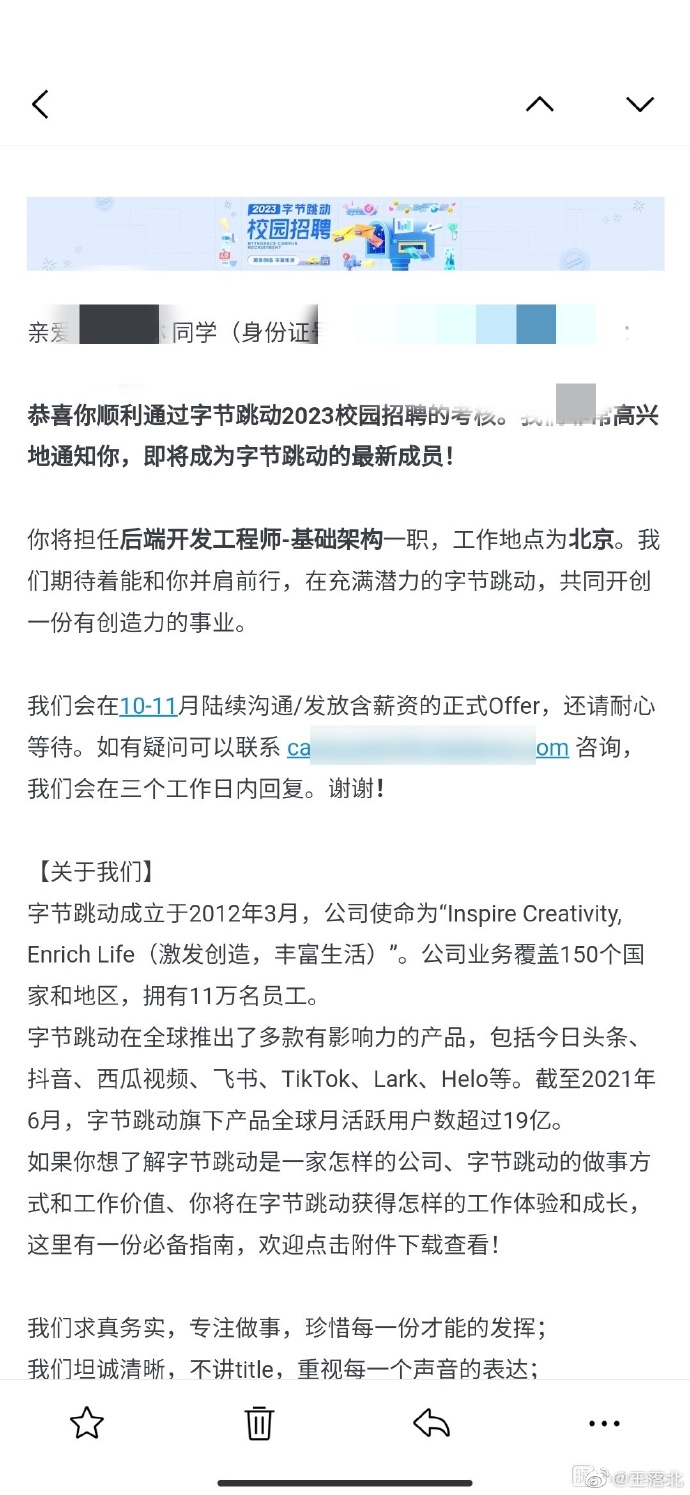 2023 字节跳动
校园招聘
BYTEDANCE CAMPUS
RECRUITMENT
激发创造 丰富生活
亲爱 同学（身份证号 ：
恭喜你顺利通过字节跳动2023校园招聘的考核。我们非常高兴
地通知你，即将成为字节跳动的最新成员！
你将担任后端开发工程师-基础架构一职，工作地点为北京。我
们期待着能和你并肩前行，在充满潜力的字节跳动，共同开创
一份有创造力的事业。
我们会在10-11月陆续沟通/发放含薪资的正式Offer，还请耐心
等待。如有疑问可以联系 ca om 咨询，
我们会在三个工作日内回复。谢谢！
【关于我们】
字节跳动成立于2012年3月，公司使命为“Inspire Creativity,
Enrich Life（激发创造，丰富生活）”。公司业务覆盖150个国
家和地区，拥有11万名员工。
字节跳动在全球推出了多款有影响力的产品，包括今日头条、
抖音、西瓜视频、飞书、TikTok、Lark、Helo等。截至2021年
6月，字节跳动旗下产品全球月活跃用户数超过19亿。
如果你想了解字节跳动是一家怎样的公司、字节跳动的做事方
式和工作价值、你将在字节跳动获得怎样的工作体验和成长，
这里有一份必备指南，欢迎点击附件下载查看！
我们求真务实，专注做事，珍惜每一份才能的发挥；
我们坦诚清晰，不讲title，重视每一个声音的表达；